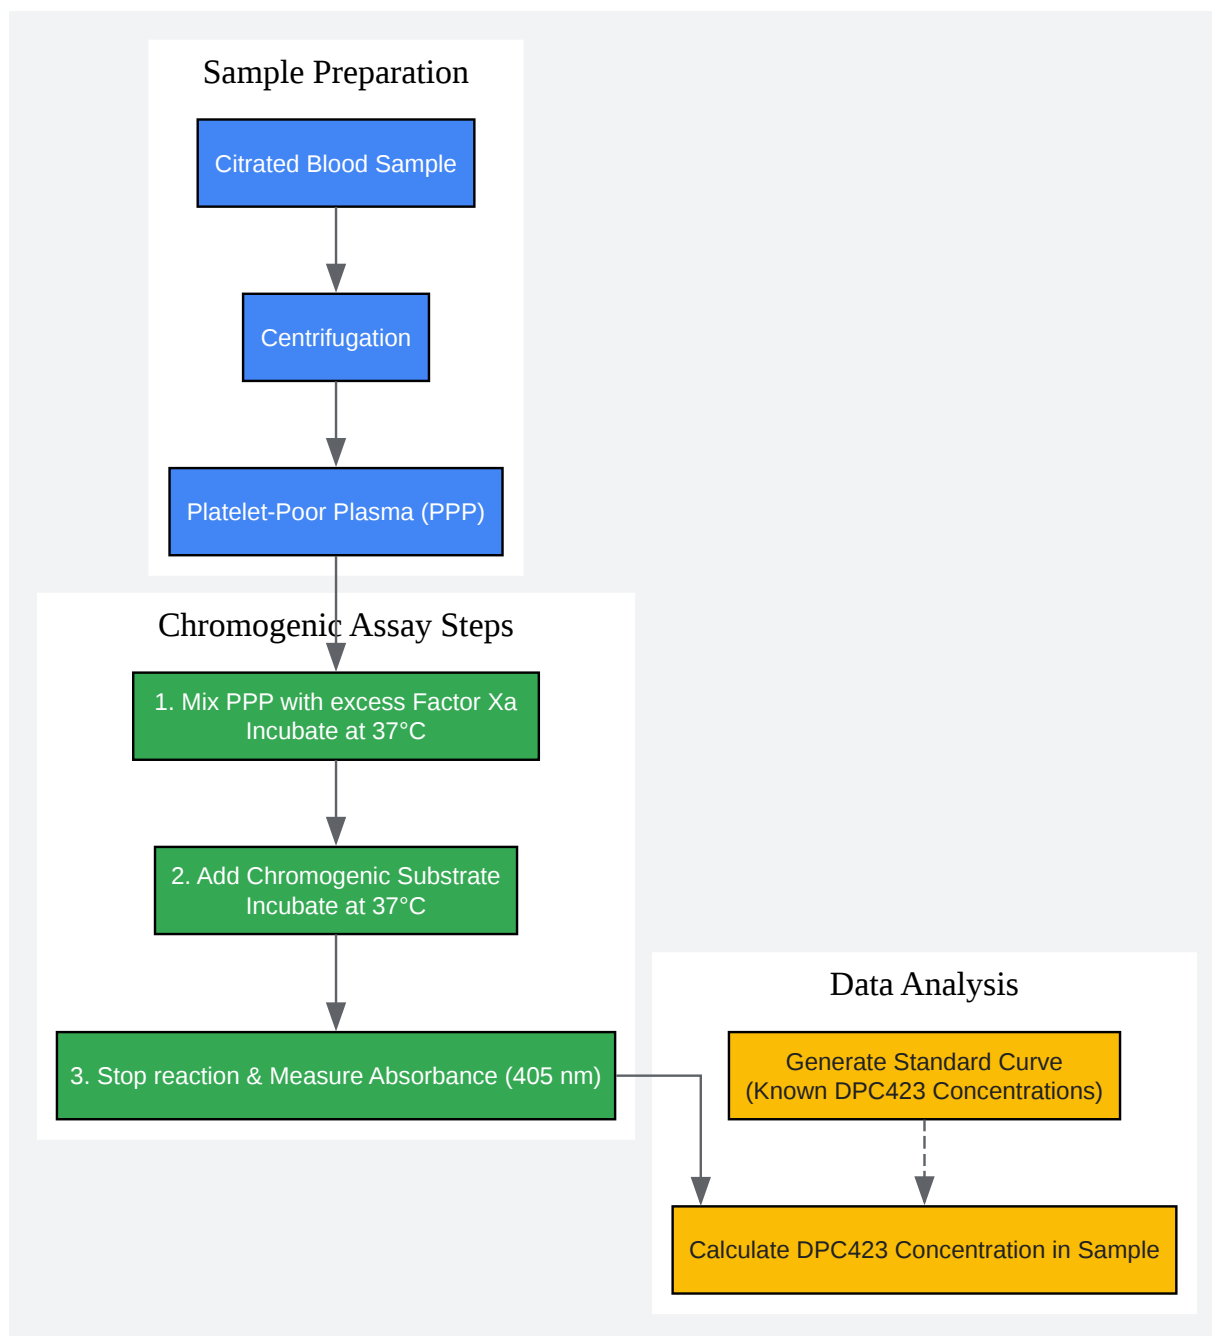 Sample Preparation
Citrated Blood Sample
Centrifugation
Platelet-Poor Plasma (PPP)
Chromogenic Assay Steps
1. Mix PPP with excess Factor Xa
Incubate at 37°C
2. Add Chromogenic Substrate
Incubate at 37°C
3. Stop reaction & Measure Absorbance (405 nm)
Data Analysis
Generate Standard Curve
(Known DPC423 Concentrations)
Calculate DPC423 Concentration in Sample